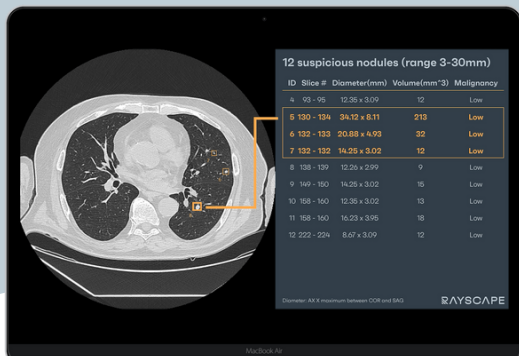 12 suspicious nodules (range 3-30mm)
ID Slice # Diameter(mm) Volume(mm^3) Malignancy
4 93 - 95 12.35 x 3.09 12 Low
5 130 - 134 34.12 x 8.11 213 Low
6 132 - 133 20.88 x 4.93 32 Low
7 132 - 132 14.25 x 3.02 12 Low
8 138 - 139 12.26 x 2.99 9 Low
9 149 - 150 14.25 x 3.02 15 Low
10 158 - 160 12.35 x 3.02 13 Low
11 158 - 160 16.23 x 3.95 18 Low
12 222 - 224 8.67 x 3.09 12 Low
Diameter: AX X maximum between COR and SAG
RAYSCAPE
MacBook Air